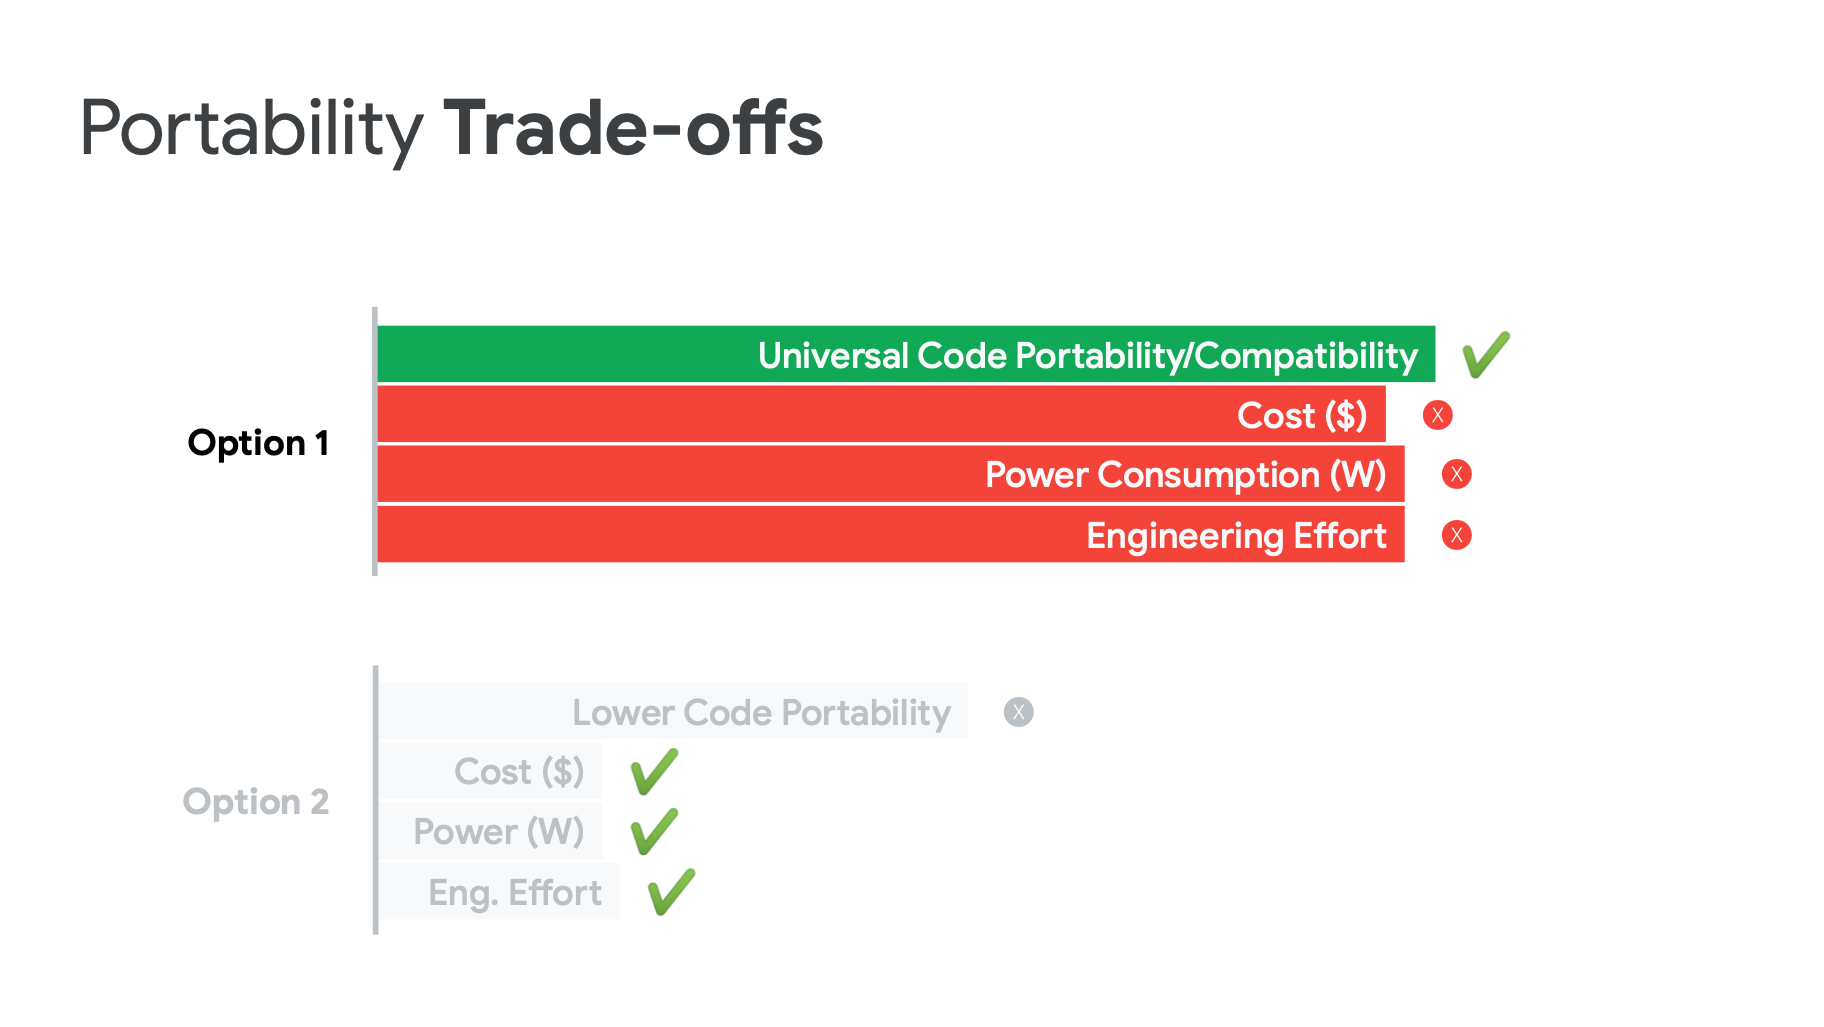 Portability Trade-offs
Universal Code Portability/Compatibility
Cost ($)
X
Option 1
Power Consumption (W)
X
Engineering Effort
X
Lower Code Portability
X
Cost ($)
Option 2
Power (W)
Eng. Effort